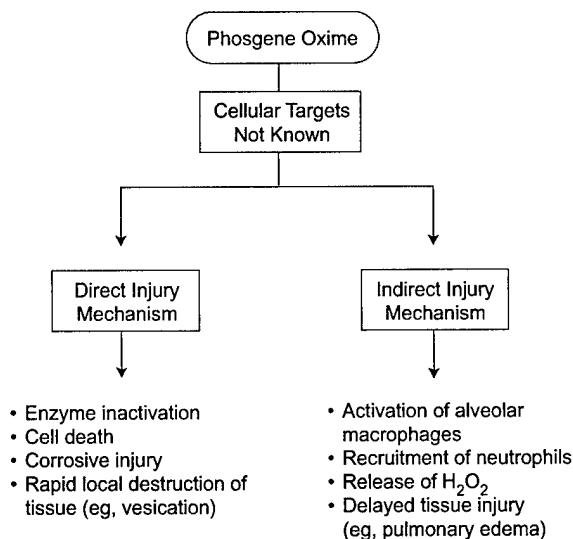 Phosgene Oxime
Cellular Targets
Not Known
Direct Injury
Mechanism
Indirect Injury
Mechanism
• Enzyme inactivation
• Cell death
• Corrosive injury
• Rapid local destruction of
tissue (eg, vesication)
• Activation of alveolar
macrophages
• Recruitment of neutrophils
• Release of H₂O₂
• Delayed tissue injury
(eg, pulmonary edema)